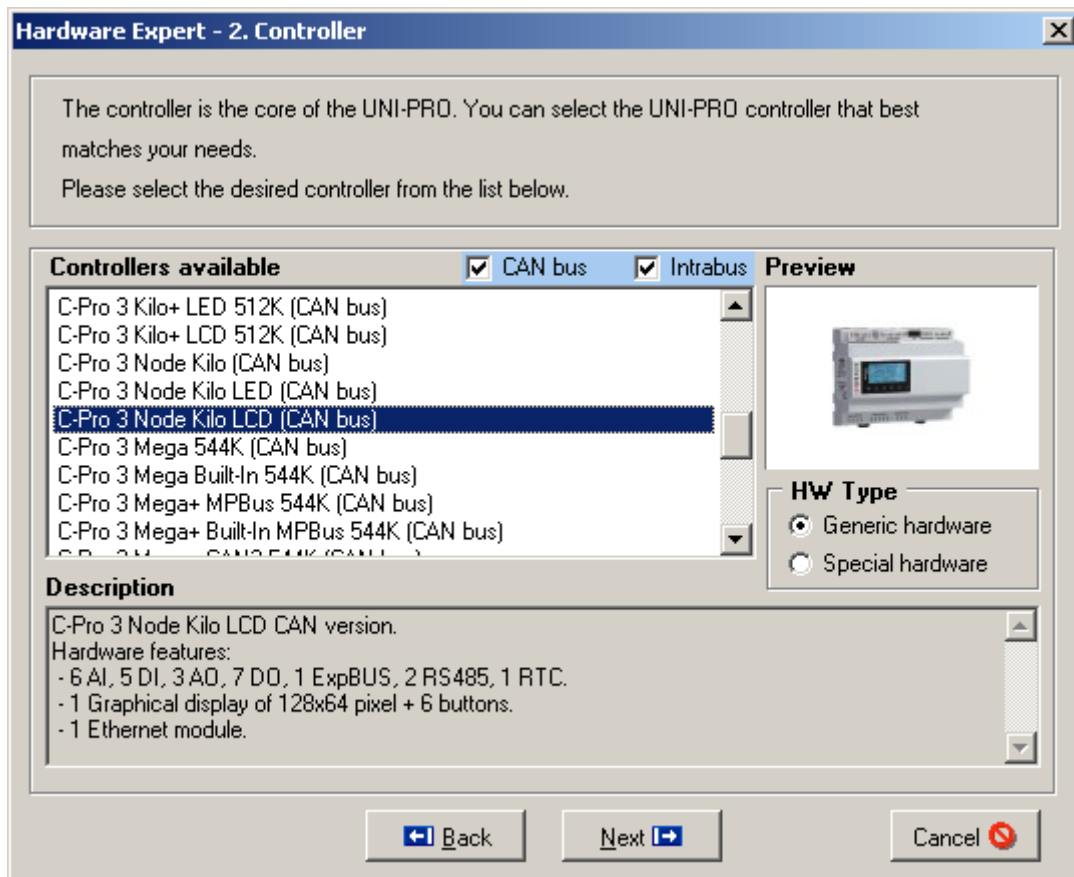 Hardware Expert - 2. Controller
The controller is the core of the UNI-PRO. You can select the UNI-PRO controller that best
matches your needs.
Please select the desired controller from the list below.
Controllers available
CAN bus
Intrabus
Preview
C-Pro 3 Kilo+ LED 512K (CAN bus)
C-Pro 3 Kilo+ LCD 512K (CAN bus)
C-Pro 3 Node Kilo (CAN bus)
C-Pro 3 Node Kilo LED (CAN bus)
C-Pro 3 Node Kilo LCD (CAN bus)
C-Pro 3 Mega 544K (CAN bus)
C-Pro 3 Mega Built-In 544K (CAN bus)
C-Pro 3 Mega+ MPBus 544K (CAN bus)
C-Pro 3 Mega+ Built-In MPBus 544K (CAN bus)
HW Type
Generic hardware
Special hardware
Description
C-Pro 3 Node Kilo LCD CAN version.
Hardware features:
- 6 AI, 5 DI, 3 AO, 7 DO, 1 ExpBUS, 2 RS485, 1 RTC.
- 1 Graphical display of 128x64 pixel + 6 buttons.
- 1 Ethernet module.
Back
Next
Cancel